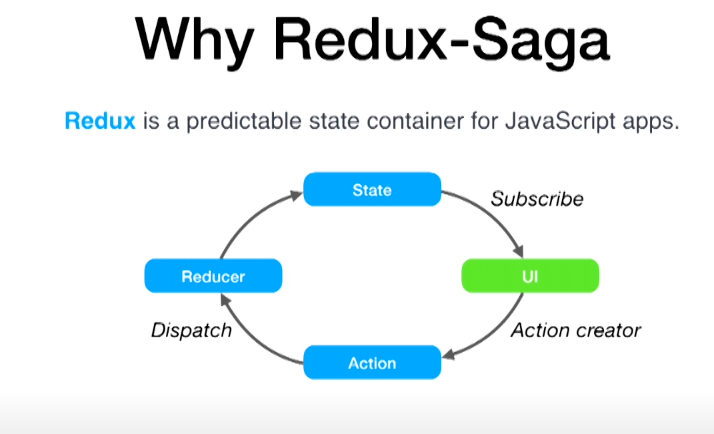 Why Redux-Saga
Redux is a predictable state container for JavaScript apps.
State
Subscribe
Reducer
UI
Dispatch
Action creator
Action